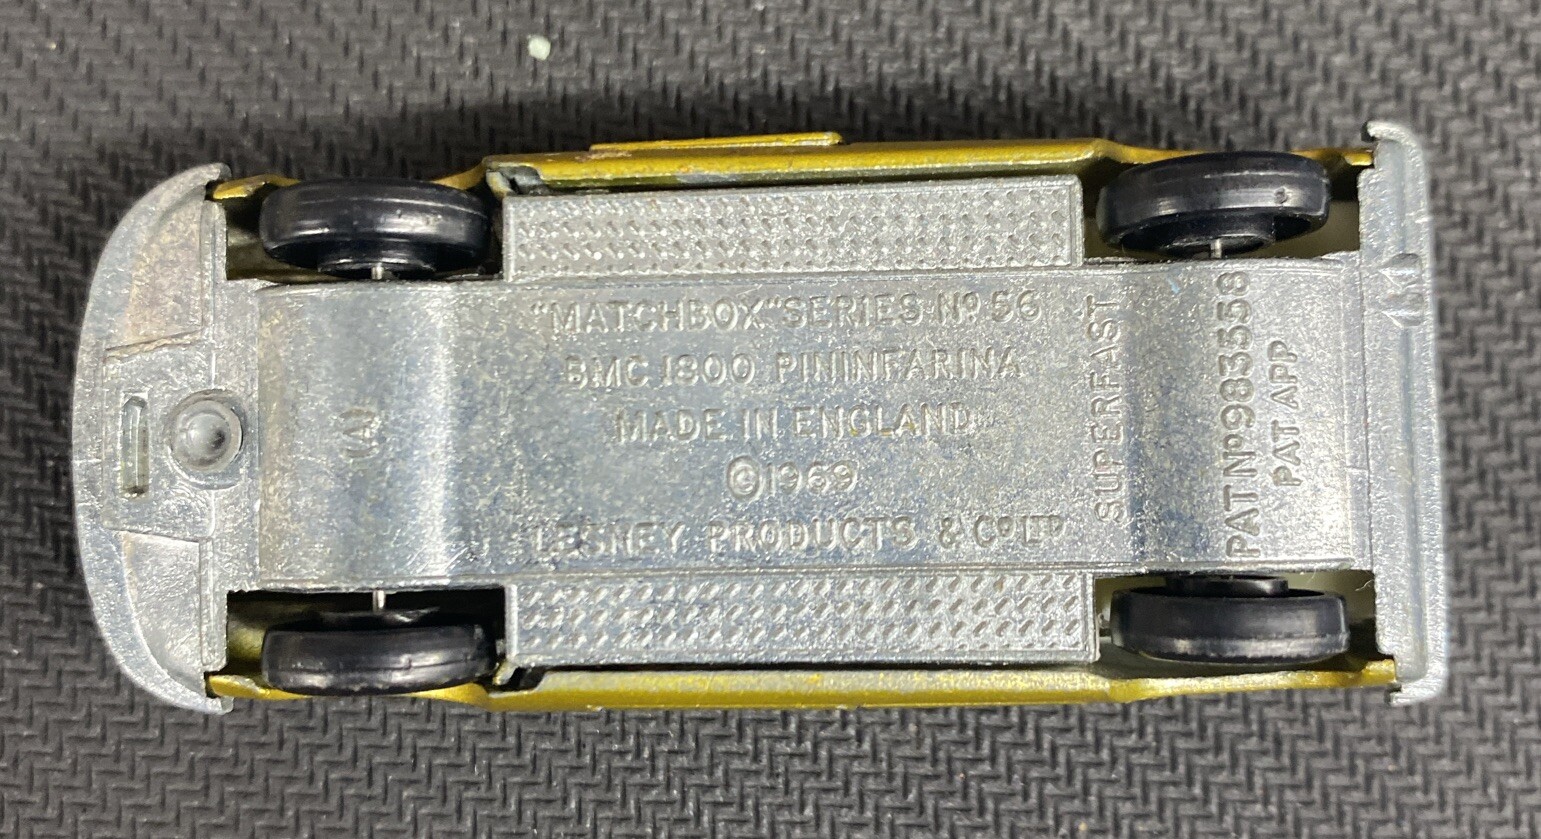 "MATCHBOX" SERIES Nº 56
BMC 1800 PININFARINA
MADE IN ENGLAND
©1969
LESNEY PRODUCTS & Cº LTD
SUPERFAST
PAT Nº 983558
PAT APP
(A)